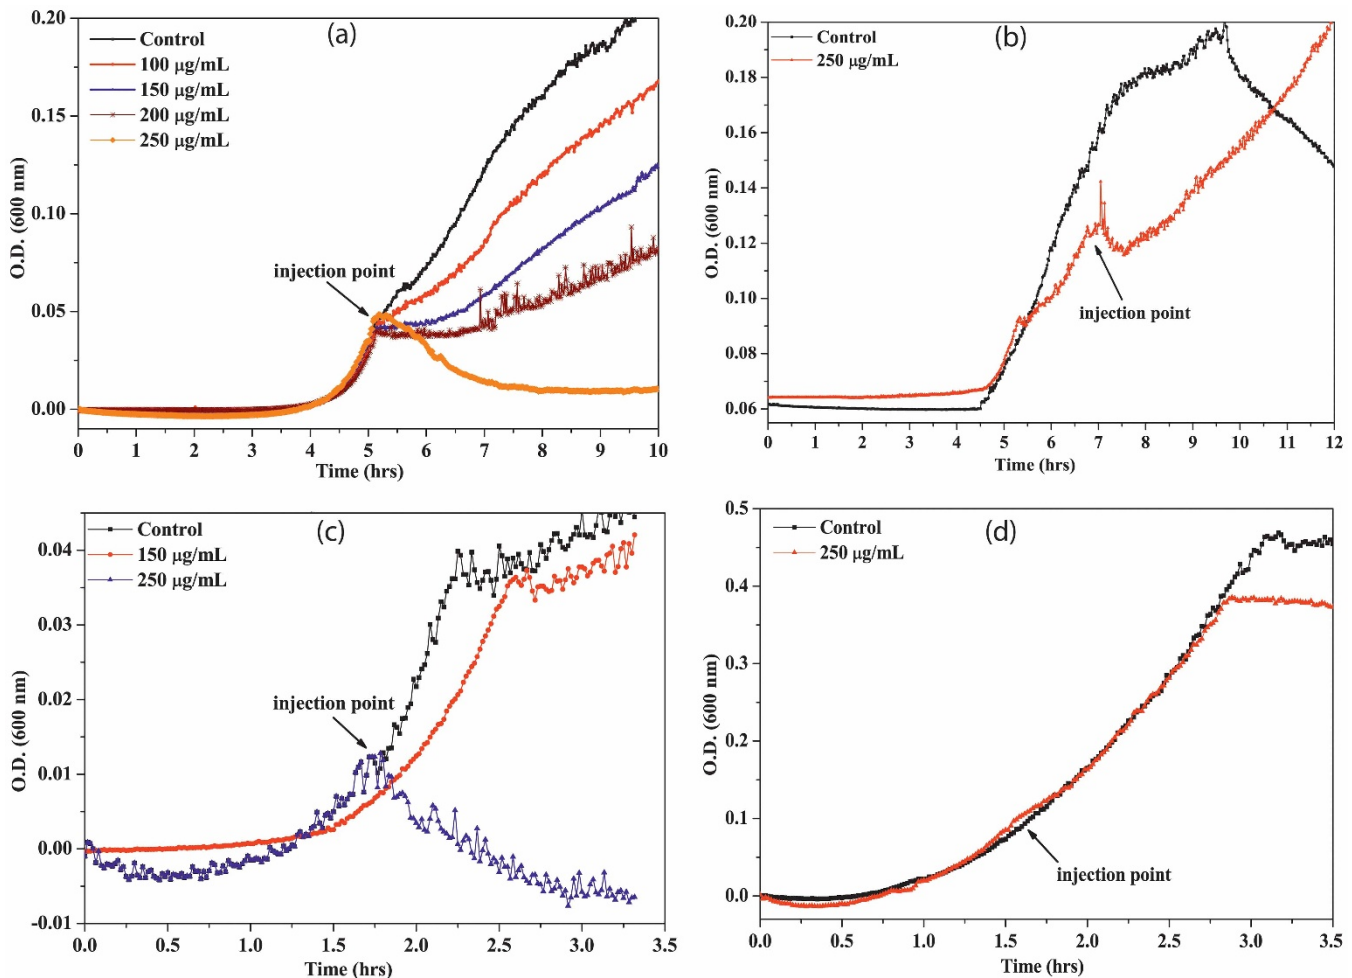 (a)
Control
100 μg/mL
150 μg/mL
200 μg/mL
250 μg/mL
injection point
0.20
0.15
0.10
0.05
0.00
O.D. (600 nm)
0 1 2 3 4 5 6 7 8 9 10
Time (hrs)
(b)
Control
250 μg/mL
injection point
0.20
0.18
0.16
0.14
0.12
0.10
0.08
0.06
O.D. (600 nm)
0 1 2 3 4 5 6 7 8 9 10 11 12
Time (hrs)
(c)
Control
150 μg/mL
250 μg/mL
injection point
0.04
0.03
0.02
0.01
0.00
-0.01
O.D. (600 nm)
0.0 0.5 1.0 1.5 2.0 2.5 3.0 3.5
Time (hrs)
(d)
Control
250 μg/mL
injection point
0.5
0.4
0.3
0.2
0.1
0.0
O.D. (600 nm)
0.0 0.5 1.0 1.5 2.0 2.5 3.0 3.5
Time (hrs)